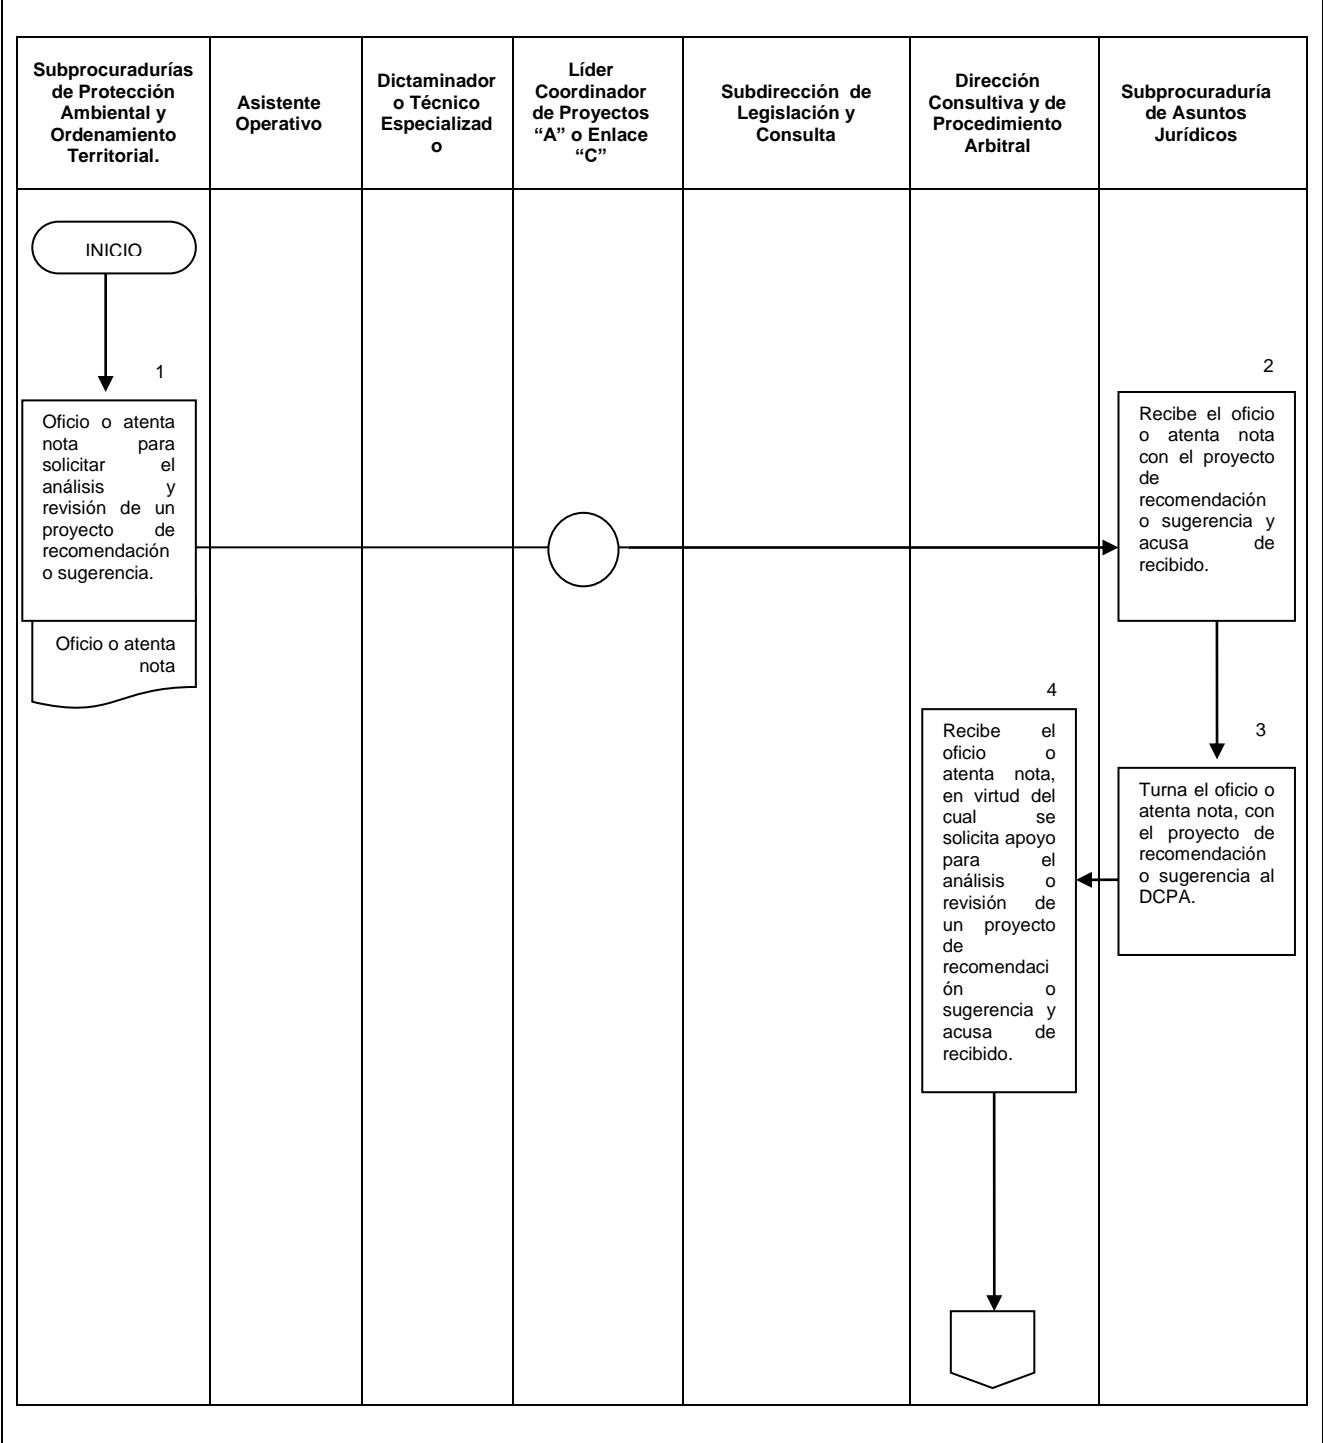 Subprocuradurías
de Protección
Ambiental y
Ordenamiento
Territorial.
Asistente
Operativo
Dictaminador
o Técnico
Especializad
o
Líder
Coordinador
de Proyectos
“A” o Enlace
“C”
Subdirección de
Legislación y
Consulta
Dirección
Consultiva y de
Procedimiento
Arbitral
Subprocuraduría
de Asuntos
Jurídicos
INICIO
1
Oficio o atenta
nota para
solicitar el
análisis y
revisión de un
proyecto de
recomendación
o sugerencia.
Oficio o atenta
nota
2
Recibe el oficio
o atenta nota
con el proyecto
de
recomendación
o sugerencia y
acusa de
recibido.
3
Turna el oficio o
atenta nota, con
el proyecto de
recomendación
o sugerencia al
DCPA.
4
Recibe el
oficio o
atenta nota,
en virtud del
cual se
solicita apoyo
para el
análisis o
revisión de
un proyecto
de
recomendaci
ón o
sugerencia y
acusa de
recibido.